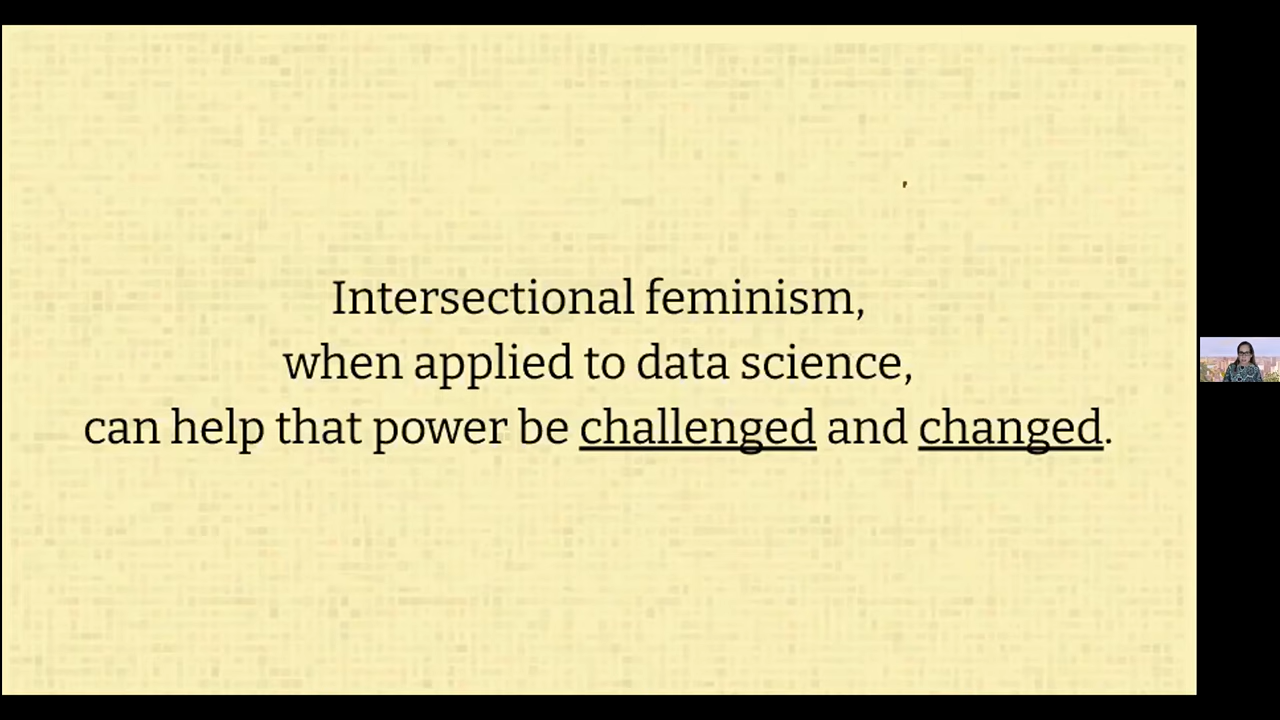 Intersectional feminism,
when applied to data science,
can help that power be challenged and changed.